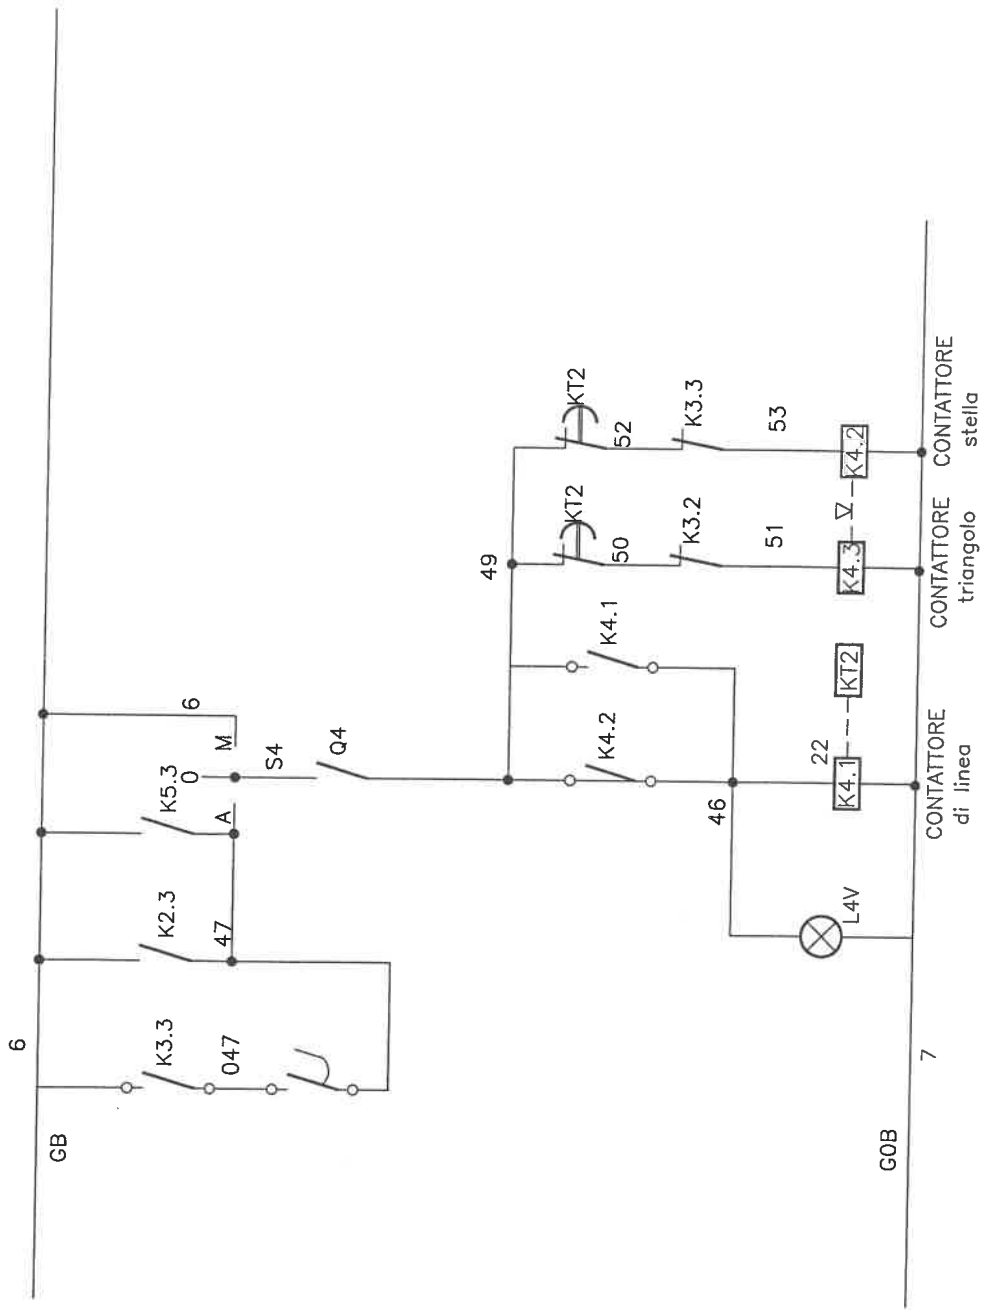 6
GB
K3.3
047
K2.3
47
K5.3
A
0
M
6
S4
Q4
49
K4.2
K4.1
KT2
50
K3.2
51
KT2
52
K3.3
53
46
L4V
22
K4.1
KT2
K4.3
K4.2
G0B
7
CONTATTORE
di linea
CONTATTORE
triangolo
CONTATTORE
stella